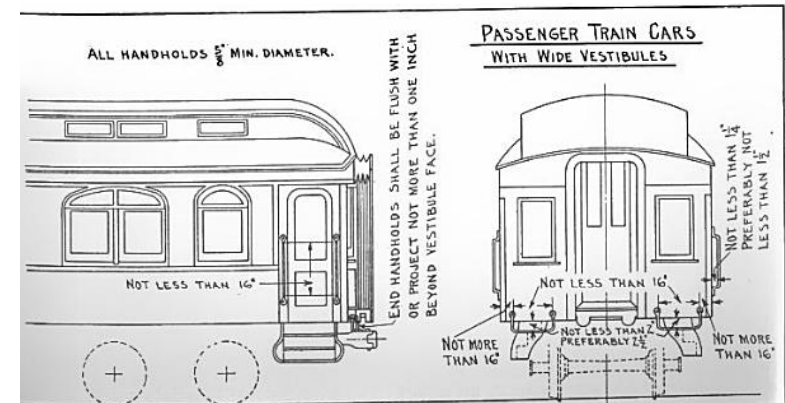 ALL HANDHOLDS 5/8" MIN. DIAMETER.
END HANDHOLDS SHALL BE FLUSH WITH
OR PROJECT NOT MORE THAN ONE INCH
BEYOND VESTIBULE FACE.
NOT LESS THAN 16"
PASSENGER TRAIN CARS
WITH WIDE VESTIBULES
NOT LESS THAN 1 1/4"
PREFERABLY NOT
LESS THAN 1 1/2".
NOT LESS THAN 16"
NOT LESS THAN 2"
PREFERABLY 2 1/2"
NOT MORE
THAN 16"
NOT MORE
THAN 16"